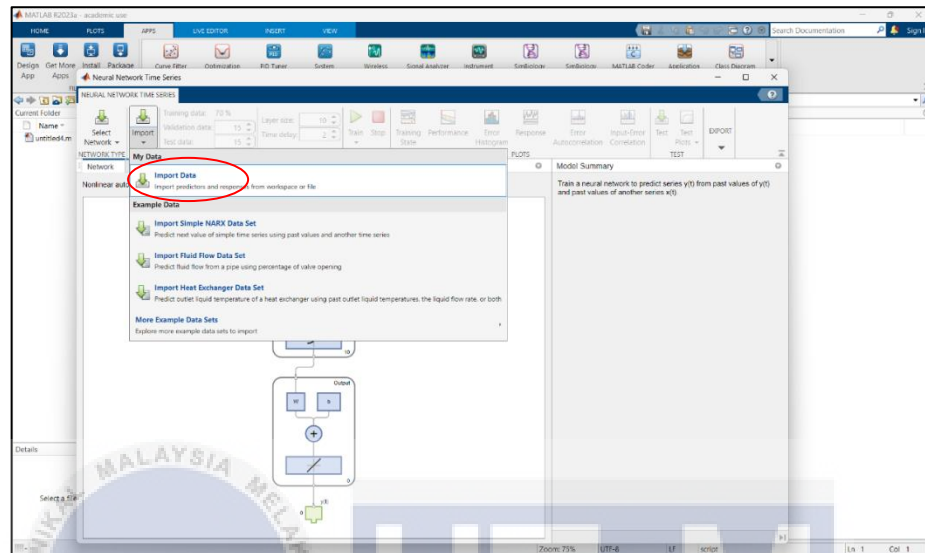 MATLAB R2023a - academic use
HOME PLOTS APPS LIVE EDITOR INSERT VIEW Search Documentation Sign I
Design Get More Install Package Curve Fitter Optimization PID Tuner System Wireless Signal Analyzer Instrument SimBiology SimBiology MATLAB Coder Application Class Diagram
App Apps
Neural Network Time Series
NEURAL NETWORK TIME SERIES
Current Folder
Name
untitled4.m
Select Network
Import
Training data: 70 %
Validation data: 15
Test data: 15
Layer size: 10
Time delay: 2
Train Stop Training State Performance Error Histogram Response Error Autocorrelation Input-Error Correlation Test Test Plots EXPORT
NETWORK TYPE PLOTS TEST
Network
Nonlinear auto
My Data
Import Data
Import predictors and responses from workspace or file
Example Data
Import Simple NARX Data Set
Predict next value of simple time series using past values and another time series
Import Fluid Flow Data Set
Predict fluid flow from a pipe using percentage of valve opening
Import Heat Exchanger Data Set
Predict outlet liquid temperature of a heat exchanger using past outlet liquid temperatures, the liquid flow rate, or both
More Example Data Sets
Explore more example data sets to import
Model Summary
Train a neural network to predict series y(t) from past values of y(t)
and past values of another series x(t)
10
Output
W b
+
0
y(t)
0
Details
Select a file
MALAYSIA MELA
Zoom: 75% UTF-8 LF script Ln 1 Col 1